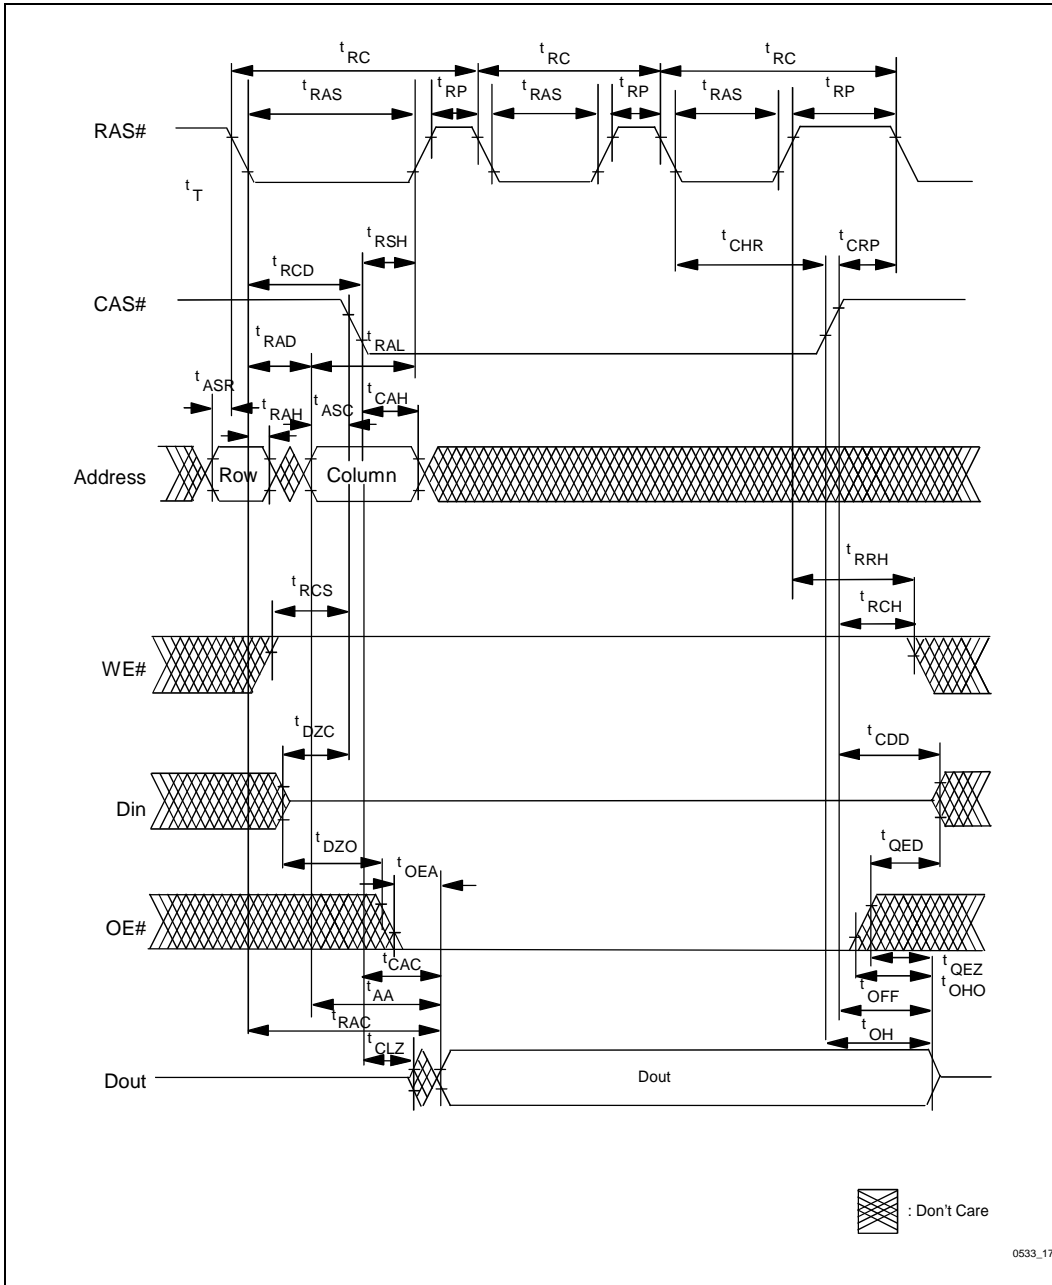 tRC tRC tRC
tRAS tRP tRAS tRP tRAS tRP
RAS#
tT
tRSH tCHR tCRP
tRCD
CAS#
tRAD tRAL
tASR tRAH tASC tCAH
Address Row Column
tRRH
tRCS tRCH
WE#
tDZC tCDD
Din
tDZO tOEA tQED
OE#
tCAC tQEZ
tAA tOFF tOHO
tRAC
tCLZ tOH
Dout Dout
: Don't Care
0533_17